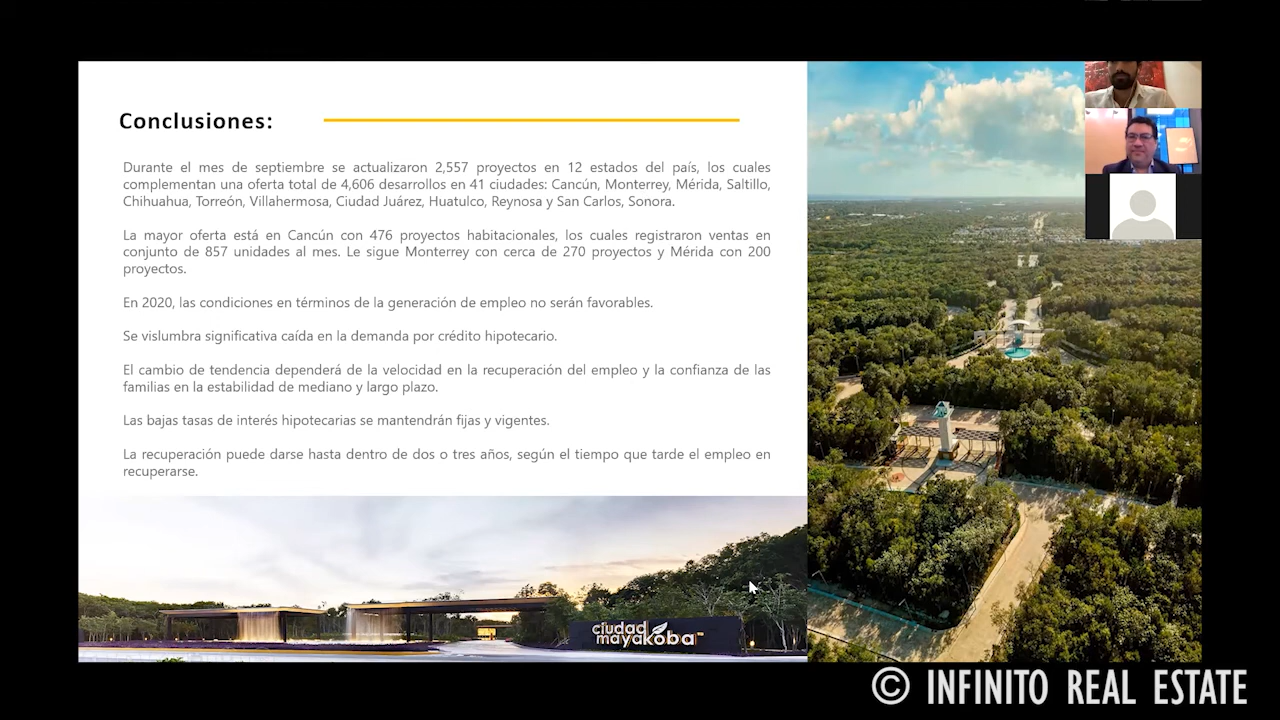 Conclusiones:
Durante el mes de septiembre se actualizaron 2,557 proyectos en 12 estados del país, los cuales
complementan una oferta total de 4,606 desarrollos en 41 ciudades: Cancún, Monterrey, Mérida, Saltillo,
Chihuahua, Torreón, Villahermosa, Ciudad Juárez, Huatulco, Reynosa y San Carlos, Sonora.
La mayor oferta está en Cancún con 476 proyectos habitacionales, los cuales registraron ventas en
conjunto de 857 unidades al mes. Le sigue Monterrey con cerca de 270 proyectos y Mérida con 200
proyectos.
En 2020, las condiciones en términos de la generación de empleo no serán favorables.
Se vislumbra significativa caída en la demanda por crédito hipotecario.
El cambio de tendencia dependerá de la velocidad en la recuperación del empleo y la confianza de las
familias en la estabilidad de mediano y largo plazo.
Las bajas tasas de interés hipotecarias se mantendrán fijas y vigentes.
La recuperación puede darse hasta dentro de dos o tres años, según el tiempo que tarde el empleo en
recuperarse.
ciudad
mayakoba
© INFINITO REAL ESTATE